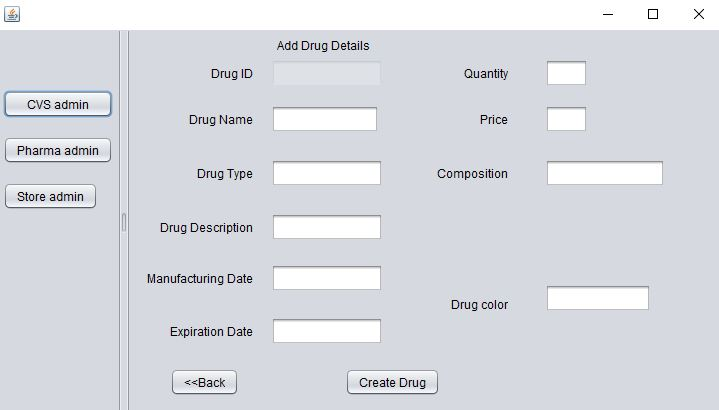 Add Drug Details
Drug ID
Quantity
CVS admin
Drug Name
Price
Pharma admin
Drug Type
Composition
Store admin
Drug Description
Manufacturing Date
Drug color
Expiration Date
<<Back
Create Drug